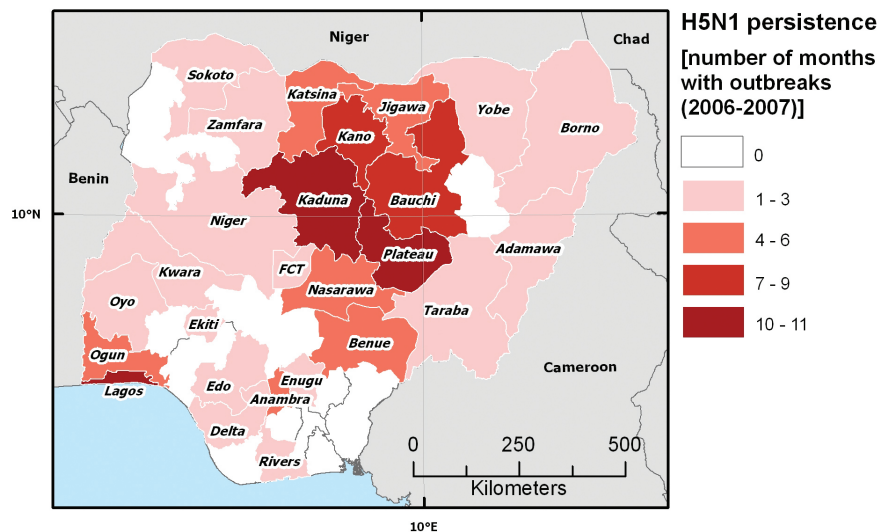 H5N1 persistence
[number of months
with outbreaks
(2006-2007)]
0
1 - 3
4 - 6
7 - 9
10 - 11
Niger
Chad
Sokoto
Katsina
Jigawa
Yobe
Zamfara
Kano
Borno
Benin
10°N
Kaduna
Bauchi
Niger
Plateau
Adamawa
FCT
Kwara
Nasarawa
Oyo
Taraba
Ekiti
Benue
Ogun
Cameroon
Lagos
Edo
Enugu
Anambra
Delta
Rivers
0 250 500
Kilometers
10°E